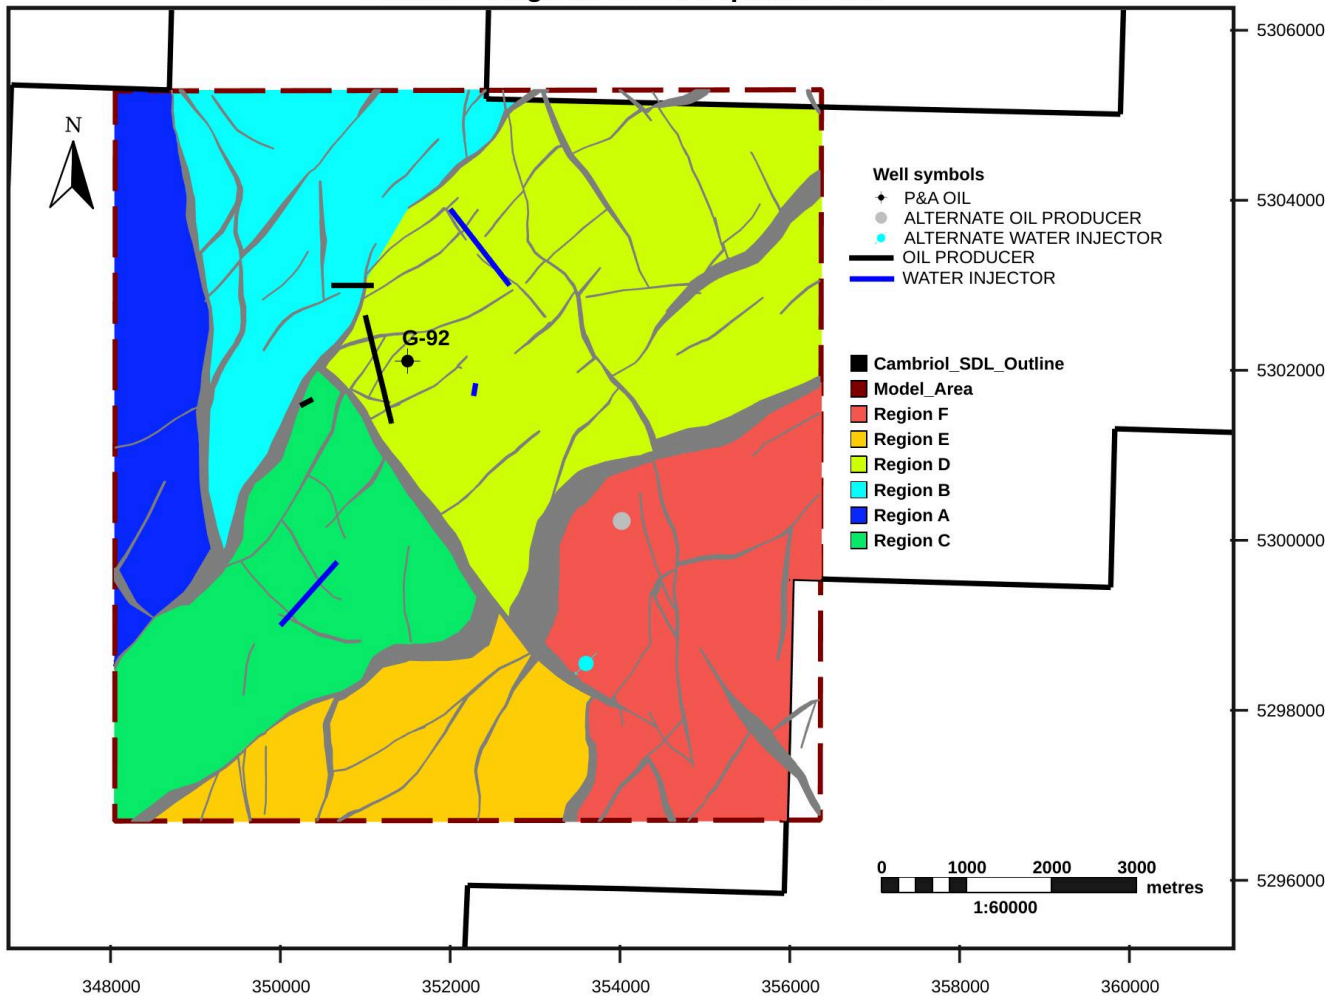 5306000
N
Well symbols
P&A OIL
5304000
ALTERNATE OIL PRODUCER
ALTERNATE WATER INJECTOR
OIL PRODUCER
WATER INJECTOR
G-92
Cambriol_SDL_Outline
5302000
Model_Area
Region F
Region E
Region D
Region B
Region A
Region C
5300000
5298000
0 1000 2000 3000
metres
5296000
1:60000
348000 350000 352000 354000 356000 358000 360000